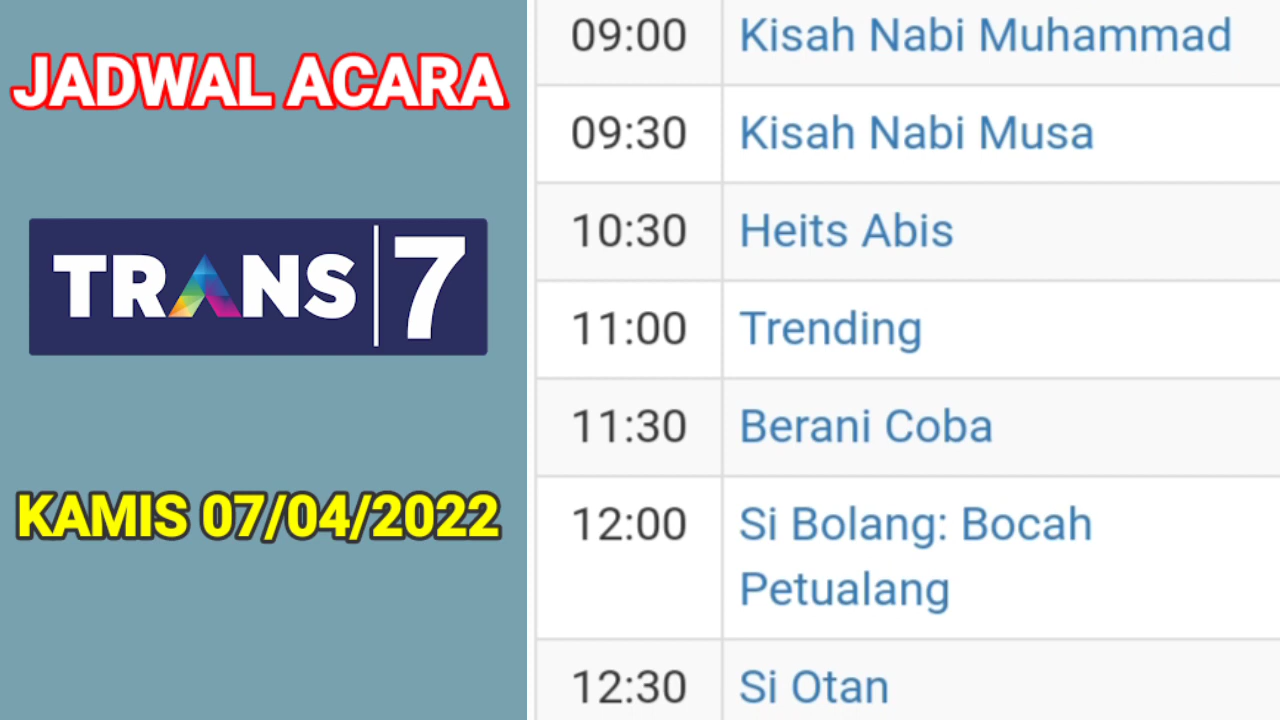 JADWAL ACARA
TRANS|7
KAMIS 07/04/2022
09:00 Kisah Nabi Muhammad
09:30 Kisah Nabi Musa
10:30 Heits Abis
11:00 Trending
11:30 Berani Coba
12:00 Si Bolang: Bocah
Petualang
12:30 Si Otan